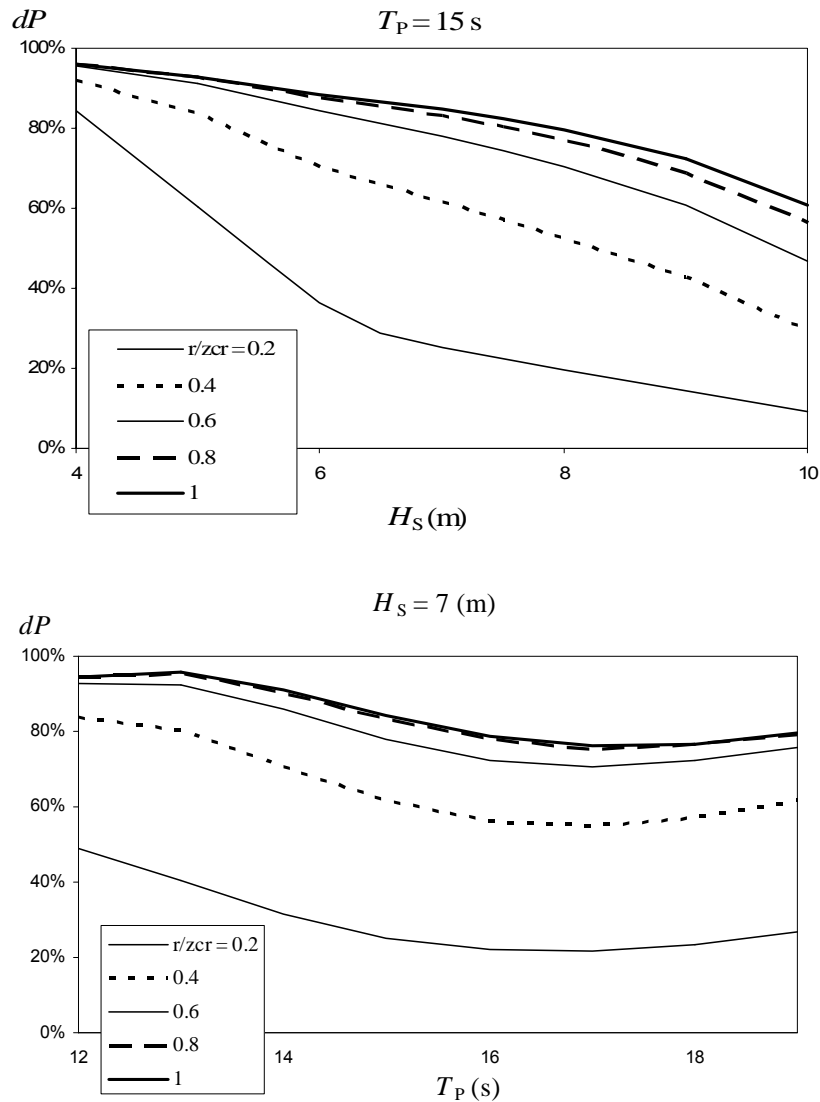 dP
T_P = 15 s
100%
80%
60%
40%
20%
0%
r/zcr = 0.2
0.4
0.6
0.8
1
4 6 8 10
H_S (m)
H_S = 7 (m)
dP
100%
80%
60%
40%
20%
0%
r/zcr = 0.2
0.4
0.6
0.8
1
12 14 16 18
T_P (s)